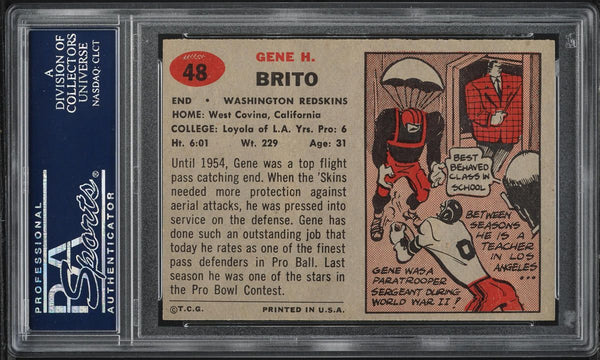 A
DIVISION OF
COLLECTORS
UNIVERSE
NASDAQ: CLCT
PROFESSIONAL
PSA
Sports
AUTHENTICATOR
48
GENE H.
BRITO
END • WASHINGTON REDSKINS
HOME: West Covina, California
COLLEGE: Loyola of L.A. Yrs. Pro: 6
Ht. 6:01 Wt. 229 Age: 31
Until 1954, Gene was a top flight
pass catching end. When the 'Skins
needed more protection against
aerial attacks, he was pressed into
service on the defense. Gene has
done such an outstanding job that
today he rates as one of the finest
pass defenders in Pro Ball. Last
season he was one of the stars in
the Pro Bowl Contest.
©T.C.G. PRINTED IN U.S.A.
BEST
BEHAVED
CLASS IN
SCHOOL!
BETWEEN
SEASONS
HE IS A
TEACHER
IN LOS
ANGELES
...
GENE WAS A
PARATROOPER
SERGEANT DURING
WORLD WAR II!